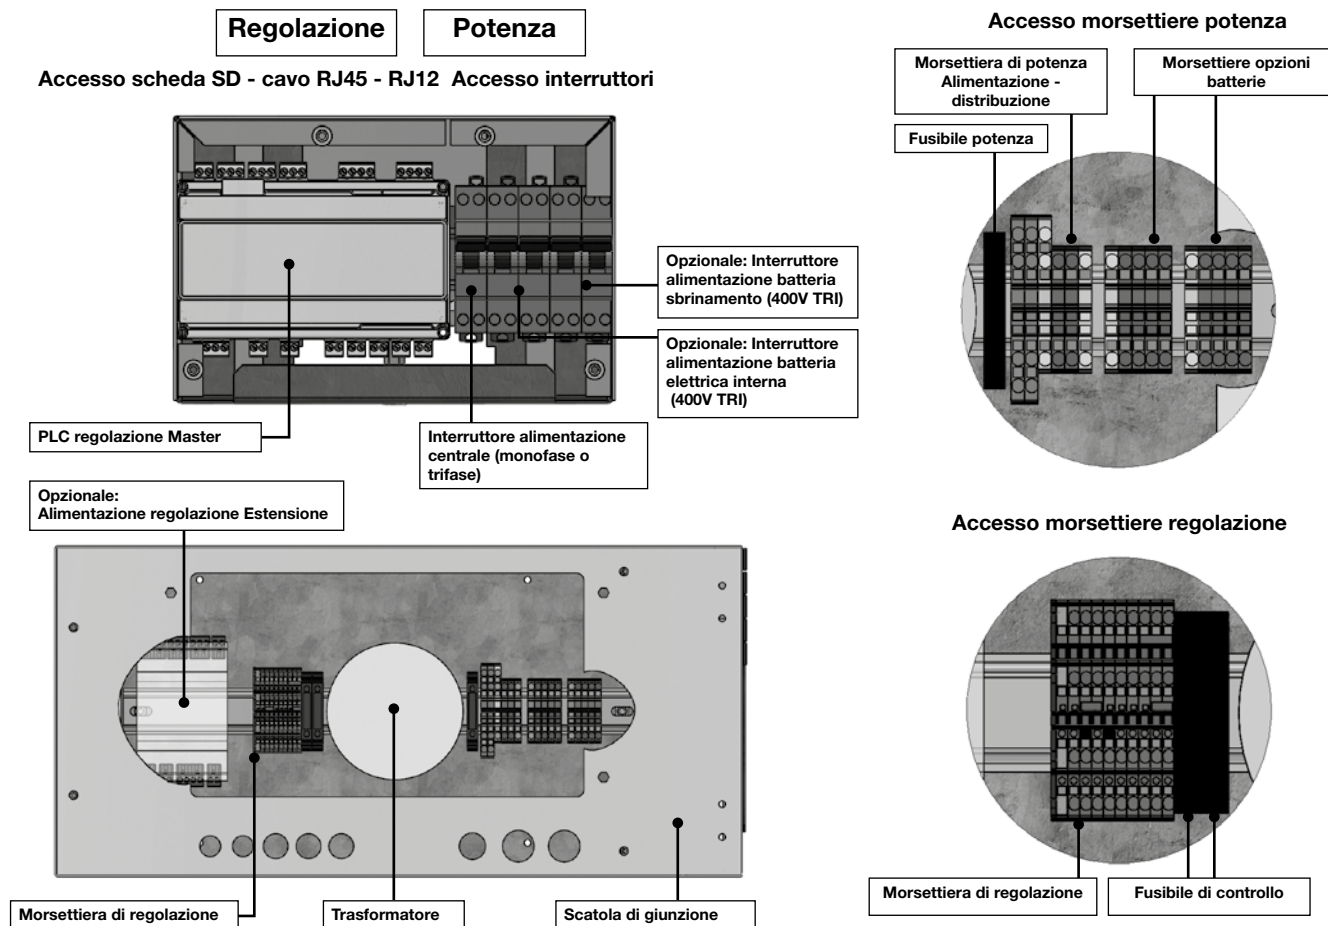 Regolazione
Potenza
Accesso scheda SD - cavo RJ45 - RJ12 Accesso interruttori
Opzionale: Interruttore
alimentazione batteria
sbrinamento (400V TRI)
Opzionale: Interruttore
alimentazione batteria
elettrica interna
(400V TRI)
PLC regolazione Master
Interruttore alimentazione
centrale (monofase o
trifase)
Accesso morsettiere potenza
Morsettiera di potenza
Alimentazione -
distribuzione
Morsettiere opzioni
batterie
Fusibile potenza
Opzionale:
Alimentazione regolazione Estensione
Morsettiera di regolazione
Trasformatore
Scatola di giunzione
Accesso morsettiere regolazione
Morsettiera di regolazione
Fusibile di controllo